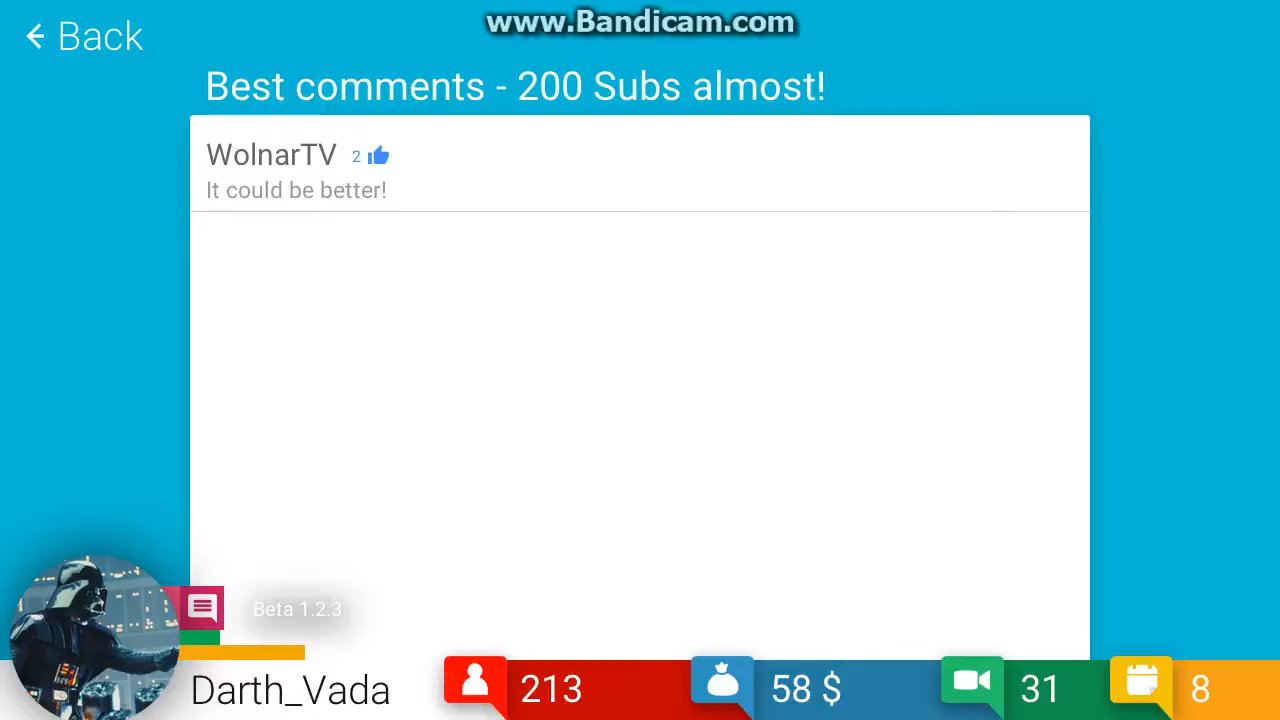 www.Bandicam.com
Back
Best comments - 200 Subs almost!
WolnarTV 2
It could be better!
Beta 1.2.3
Darth_Vada 213 58 $ 31 8